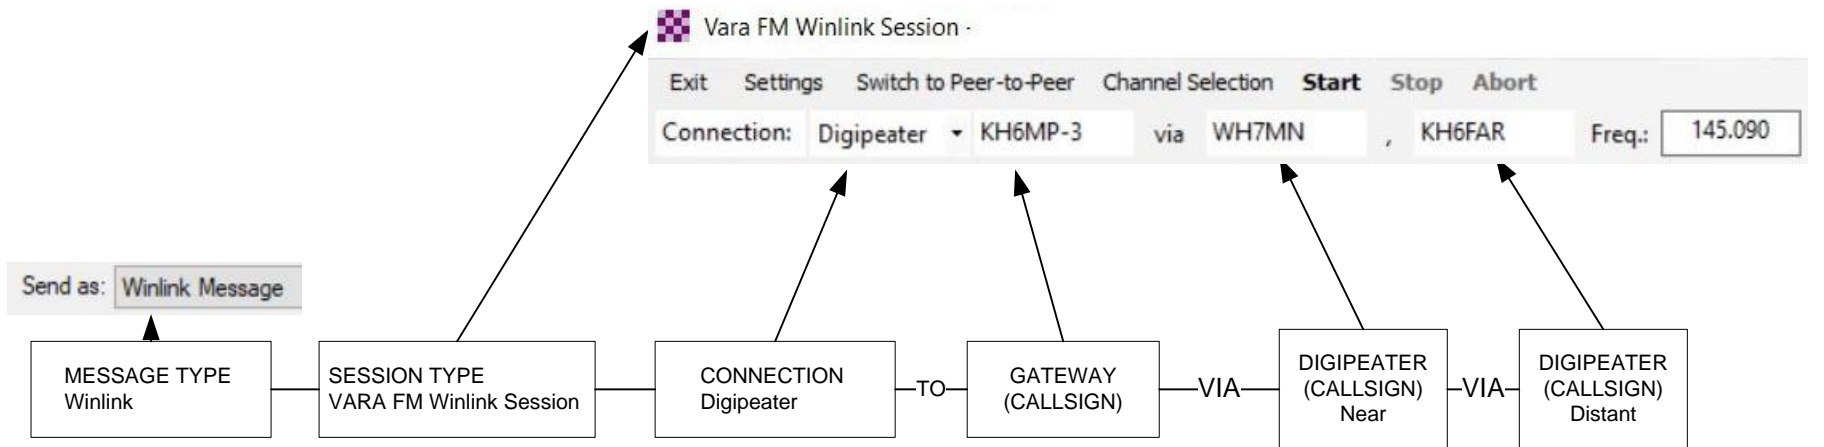 Vara FM Winlink Session -
Exit Settings Switch to Peer-to-Peer Channel Selection Start Stop Abort
Connection: Digipeater KH6MP-3 via WH7MN , KH6FAR Freq.: 145.090
Send as: Winlink Message
MESSAGE TYPE
Winlink
SESSION TYPE
VARA FM Winlink Session
CONNECTION
Digipeater
TO
GATEWAY
(CALLSIGN)
VIA
DIGIPEATER
(CALLSIGN)
Near
VIA
DIGIPEATER
(CALLSIGN)
Distant